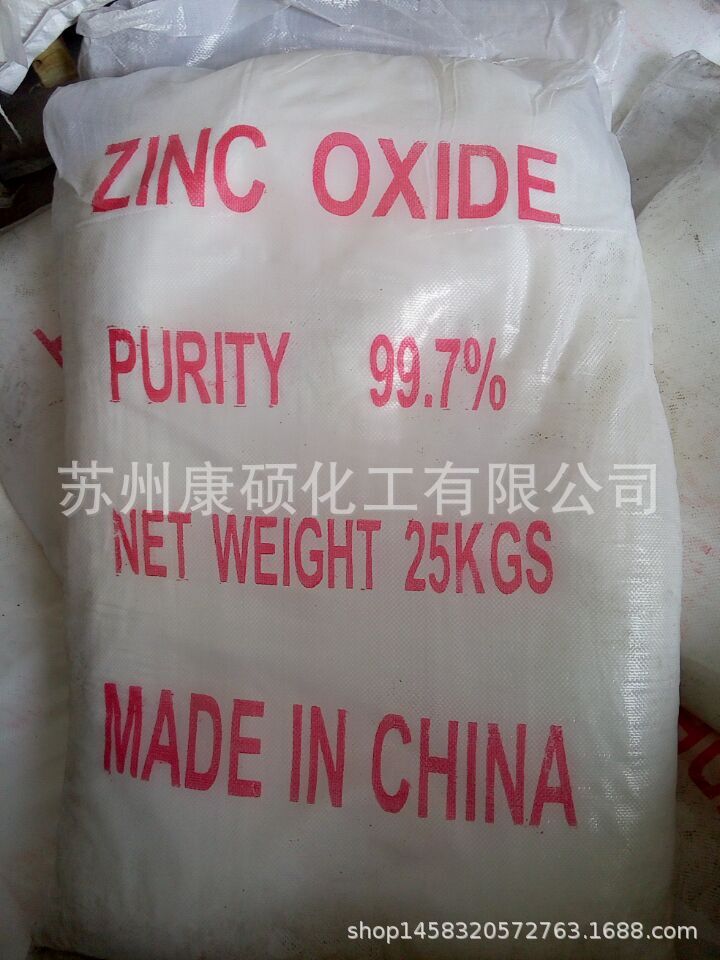 ZINC OXIDE
PURITY 99.7%
苏州康硕化工有限公司
NET WEIGHT 25KGS
MADE IN CHINA
shop1458320572763.1688.com